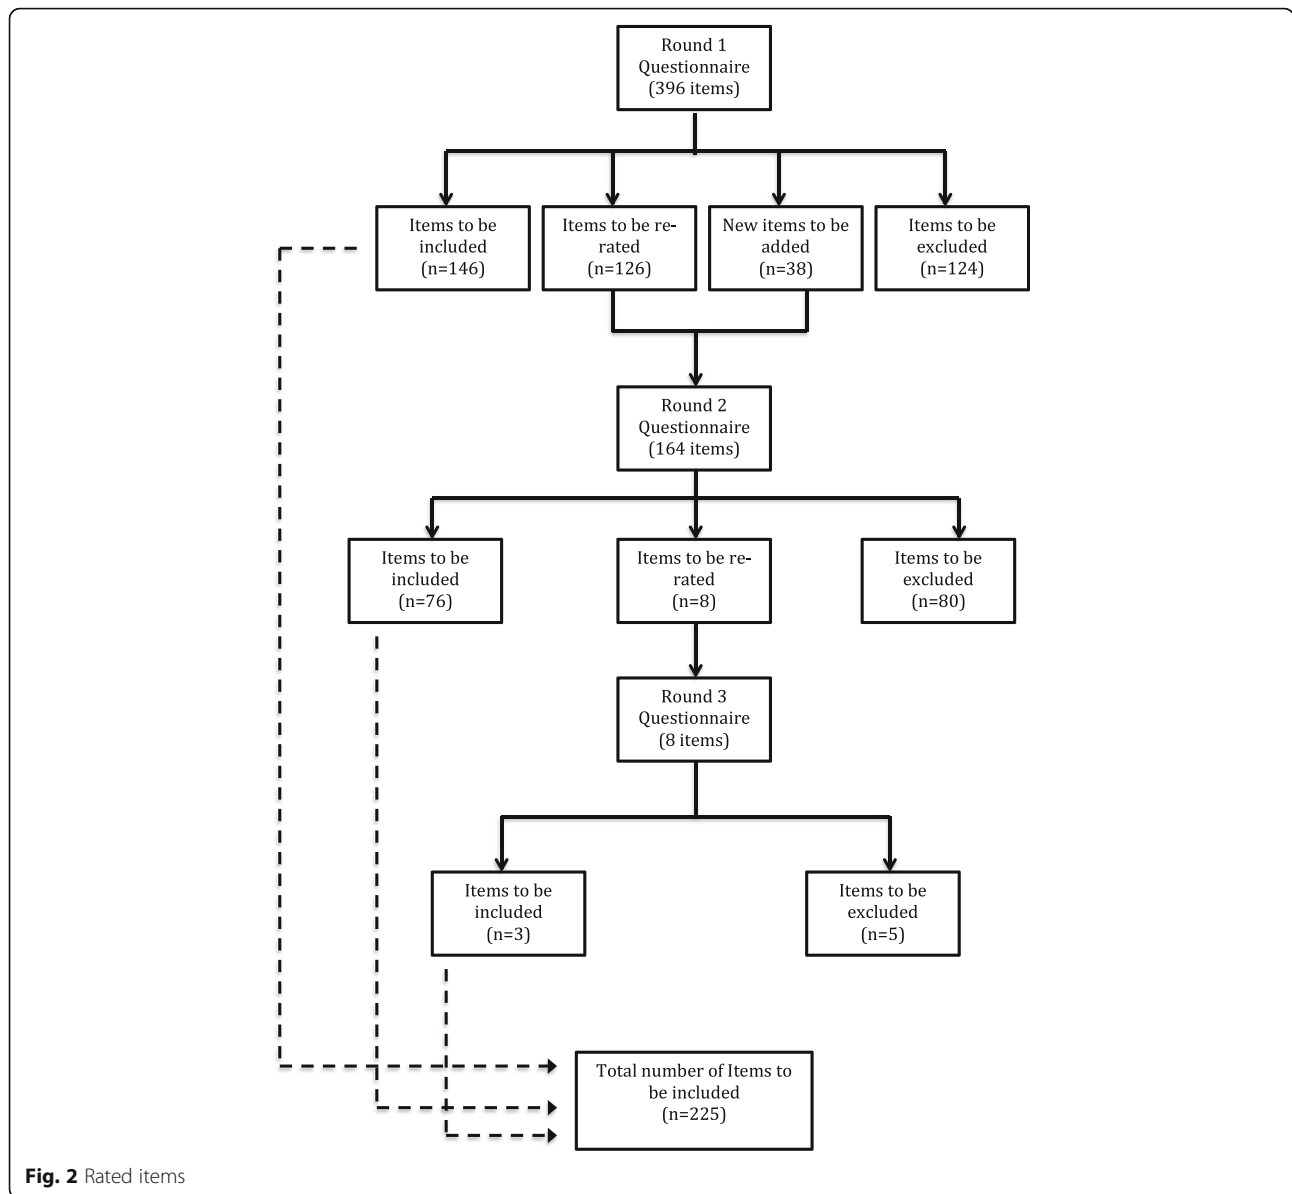 Round 1
Questionnaire
(396 items)
Items to be
included
(n=146)
Items to be re-
rated
(n=126)
New items to be
added
(n=38)
Items to be
excluded
(n=124)
Round 2
Questionnaire
(164 items)
Items to be
included
(n=76)
Items to be re-
rated
(n=8)
Items to be
excluded
(n=80)
Round 3
Questionnaire
(8 items)
Items to be
included
(n=3)
Items to be
excluded
(n=5)
Total number of Items to
be included
(n=225)
Fig. 2 Rated items